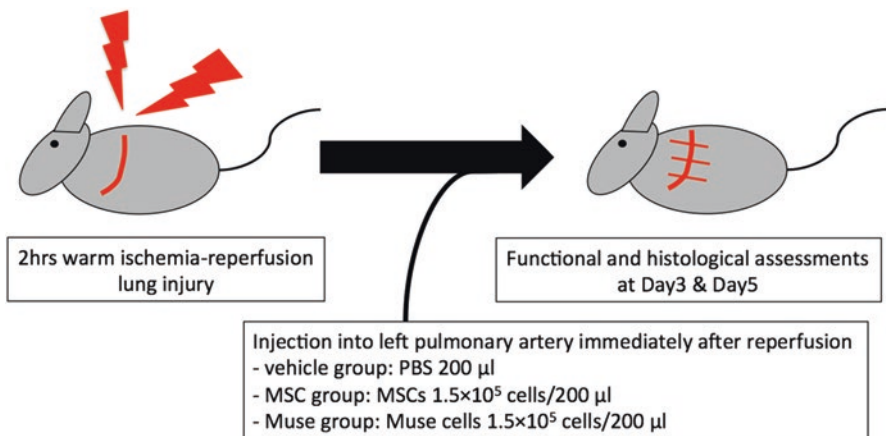 2hrs warm ischemia-reperfusion
lung injury
Functional and histological assessments
at Day3 & Day5
Injection into left pulmonary artery immediately after reperfusion
- vehicle group: PBS 200 μl
- MSC group: MSCs 1.5×10⁵ cells/200 μl
- Muse group: Muse cells 1.5×10⁵ cells/200 μl